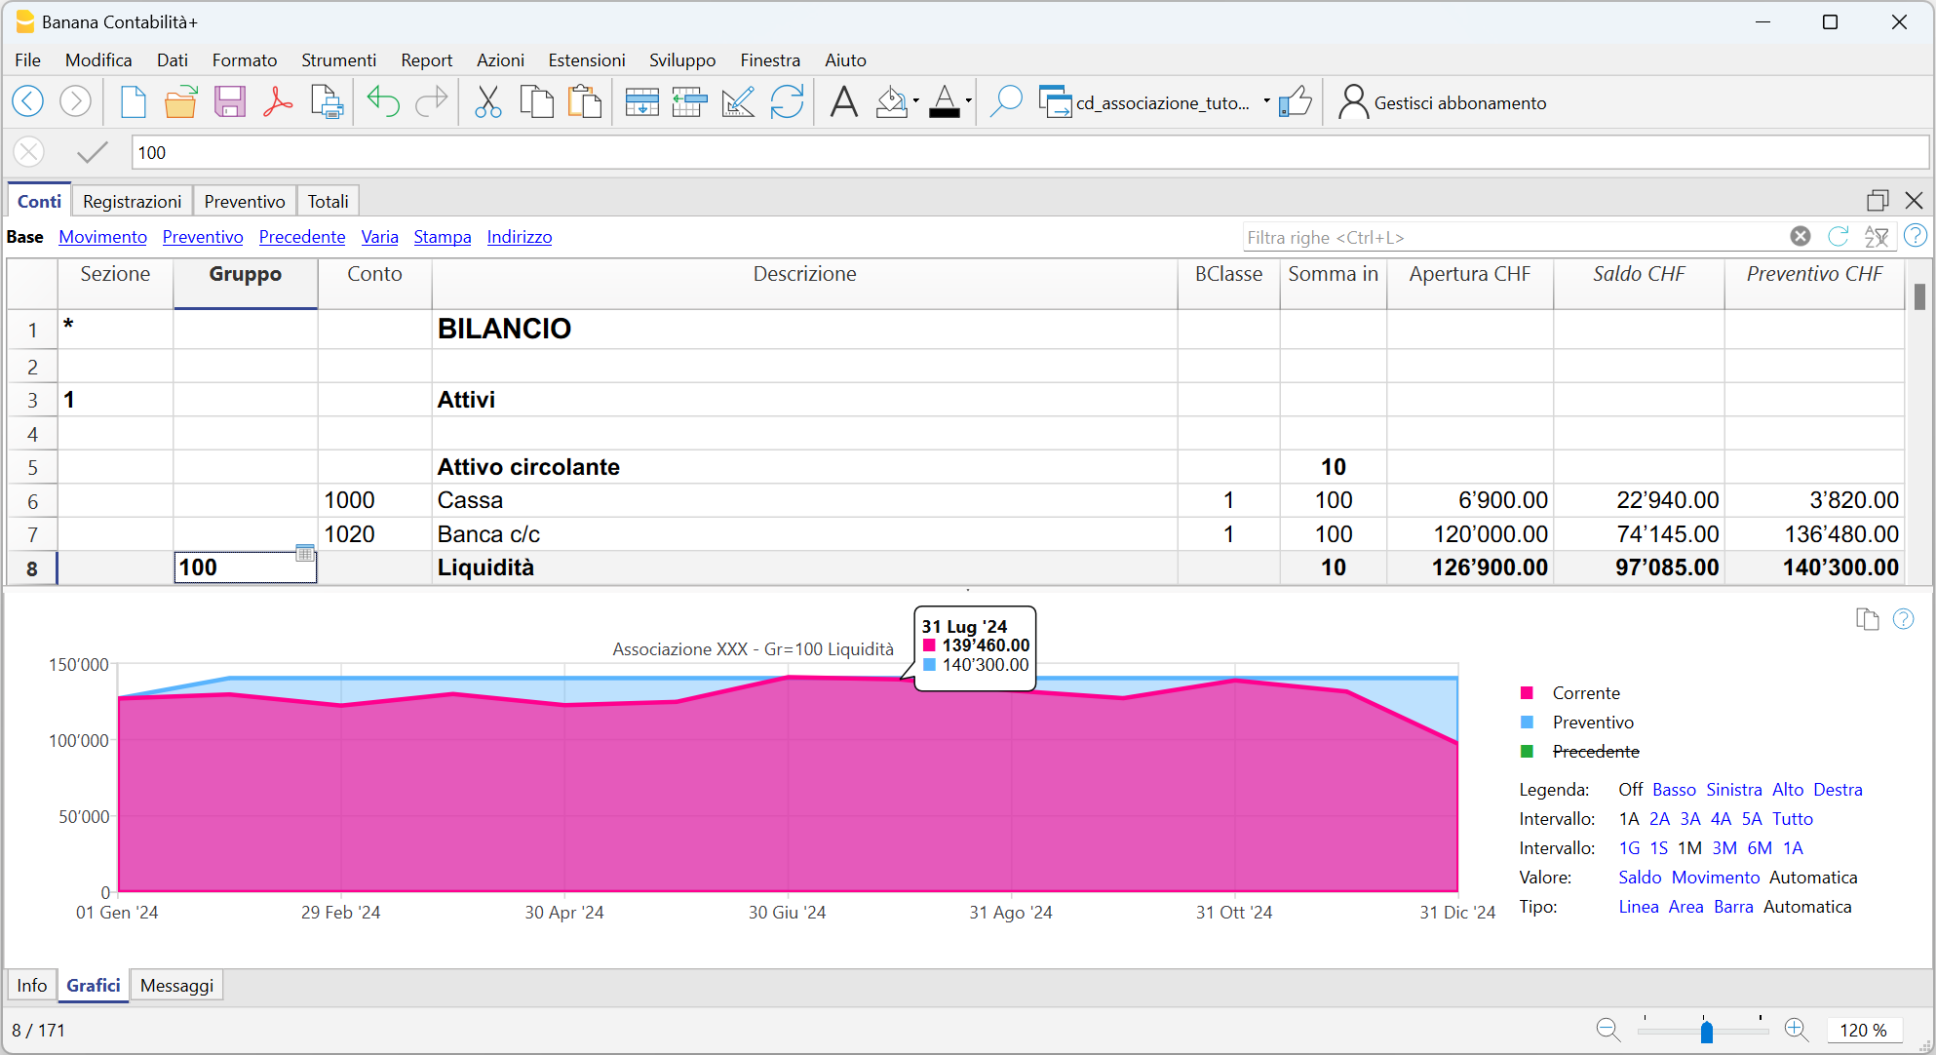 Banana Contabilità+
File Modifica Dati Formato Strumenti Report Azioni Estensioni Sviluppo Finestra Aiuto
cd_associazione_tuto... Gestisci abbonamento
100
Conti Registrazioni Preventivo Totali
Base Movimento Preventivo Precedente Varia Stampa Indirizzo Filtra righe <Ctrl+L>
Sezione Gruppo Conto Descrizione BClasse Somma in Apertura CHF Saldo CHF Preventivo CHF
1 * BILANCIO
2
3 1 Attivi
4
5 Attivo circolante 10
6 1000 Cassa 1 100 6’900.00 22’940.00 3’820.00
7 1020 Banca c/c 1 100 120’000.00 74’145.00 136’480.00
8 100 Liquidità 10 126’900.00 97’085.00 140’300.00
31 Lug '24
139’460.00
140’300.00
Associazione XXX - Gr=100 Liquidità
150’000
100’000
50’000
0
01 Gen '24 29 Feb '24 30 Apr '24 30 Giu '24 31 Ago '24 31 Ott '24 31 Dic '24
Corrente
Preventivo
Precedente
Legenda: Off Basso Sinistra Alto Destra
Intervallo: 1A 2A 3A 4A 5A Tutto
Intervallo: 1G 1S 1M 3M 6M 1A
Valore: Saldo Movimento Automatica
Tipo: Linea Area Barra Automatica
Info Grafici Messaggi
8 / 171 120 %